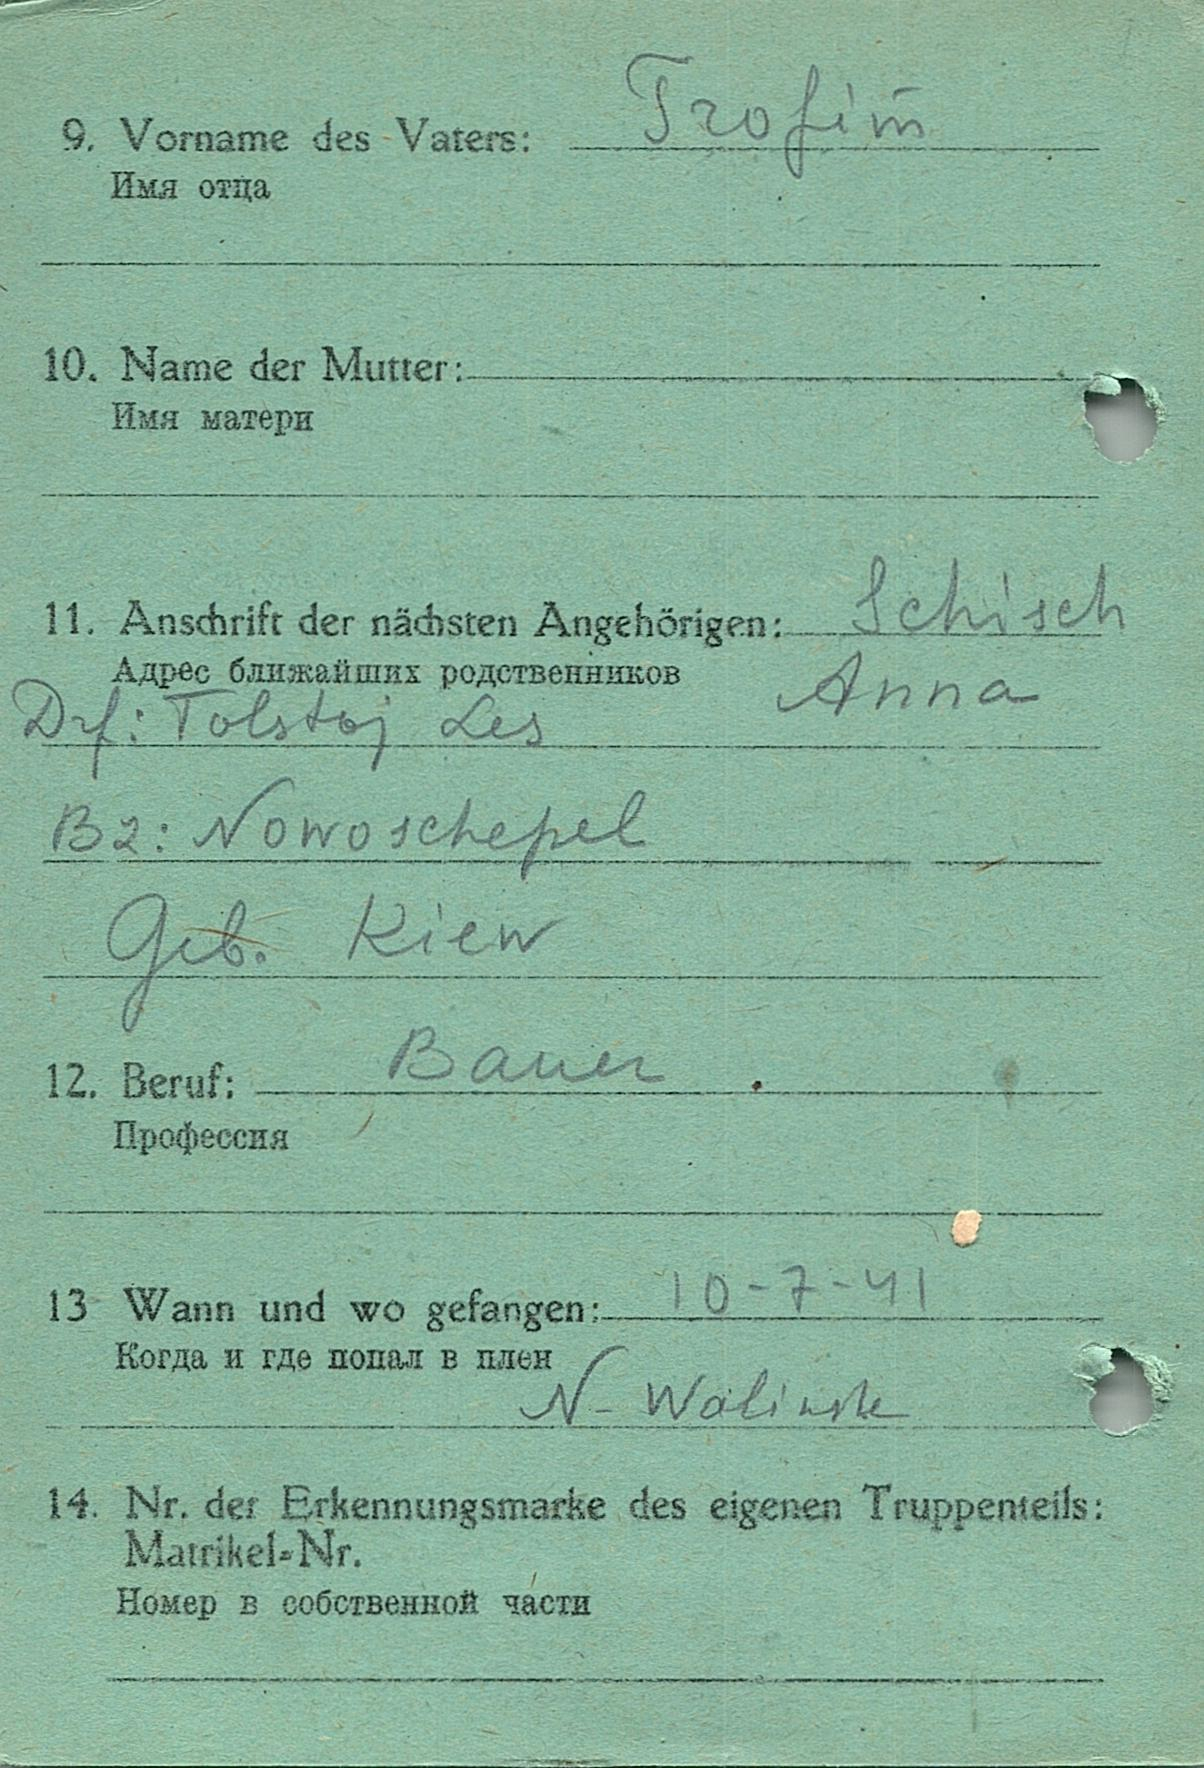 9. Vorname des Vaters: Trofim
Имя отца
10. Name der Mutter:
Имя матери
11. Anschrift der nächsten Angehörigen: Schisch
Адрес ближайших родственников Anna
Drf: Tolstoj Les
Bz: Nowoschepel
Geb. Kiew
12. Beruf: Bauer
Профессия
13 Wann und wo gefangen: 10-7-41
Когда и где попал в плен
N- Walinsk
14. Nr. der Erkennungsmarke des eigenen Truppenteils:
Matrikel-Nr.
Номер в собственной части